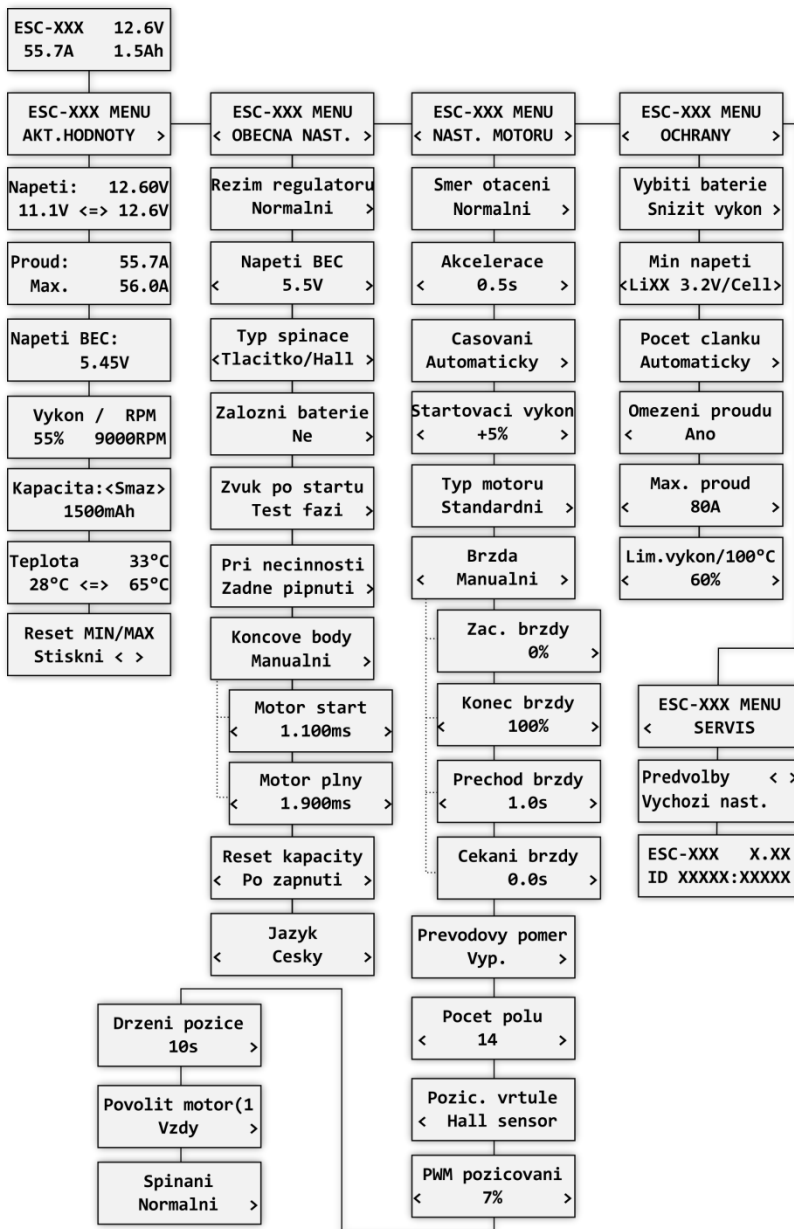 ESC-XXX 12.6V
55.7A 1.5Ah
ESC-XXX MENU
AKT.HODNOTY >
Napeti: 12.60V
11.1V <=> 12.6V
Proud: 55.7A
Max. 56.0A
Napeti BEC:
5.45V
Vykon / RPM
55% 9000RPM
Kapacita:<Smaz>
1500mAh
Teplota 33°C
28°C <=> 65°C
Reset MIN/MAX
Stiskni < >
ESC-XXX MENU
< OBECNA NAST. >
Rezim regulatoru
Normalni >
Napeti BEC
< 5.5V >
Typ spinace
<Tlacitko/Hall >
Zalozni baterie
Ne >
Zvuk po startu
Test fazi >
Pri necinnosti
Zadne pipnuti >
Koncove body
Manualni >
Motor start
< 1.100ms >
Motor plny
< 1.900ms >
Reset kapacity
< Po zapnuti >
Jazyk
< Cesky >
ESC-XXX MENU
< NAST. MOTORU >
Smer otaceni
Normalni >
Akcelerace
< 0.5s >
Casovani
Automaticky >
Startovaci vykon
< +5% >
Typ motoru
Standardni >
Brzda
< Manualni >
Zac. brzdy
0% >
Konec brzdy
< 100% >
Prechod brzdy
< 1.0s >
Cekani brzdy
< 0.0s >
Prevodovy pomer
Vyp. >
Pocet polu
< 14 >
Pozic. vrtule
< Hall sensor
PWM pozicovani
< 7% >
Drzeni pozice
10s >
Povolit motor(1
Vzdy >
Spinani
Normalni >
ESC-XXX MENU
< OCHRANY >
Vybiti baterie
Snizit vykon >
Min napeti
<LiXX 3.2V/Cell>
Pocet clanku
Automaticky >
Omezeni proudu
< Ano
Max. proud
< 80A >
Lim.vykon/100°C
< 60% >
ESC-XXX MENU
< SERVIS
Predvolby < >
Vychozi nast.
ESC-XXX X.XX
ID XXXXX:XXXXX